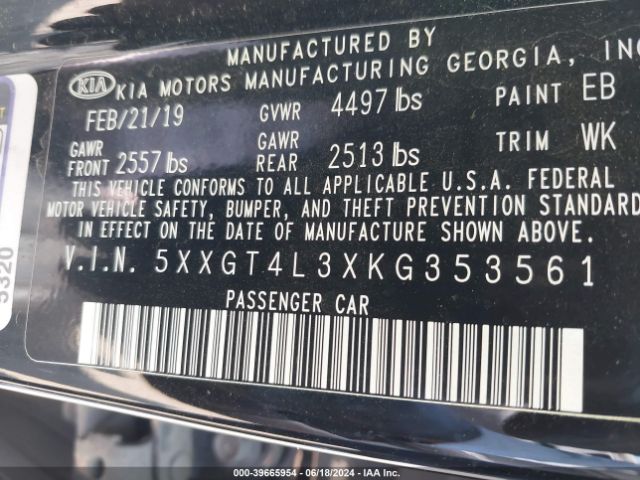 MANUFACTURED BY
KIA KIA MOTORS MANUFACTURING GEORGIA, INC
FEB/21/19 GVWR 4497 lbs PAINT EB
GAWR FRONT 2557 lbs GAWR REAR 2513 lbs TRIM WK
THIS VEHICLE CONFORMS TO ALL APPLICABLE U.S.A. FEDERAL
MOTOR VEHICLE SAFETY, BUMPER, AND THEFT PREVENTION STANDARD
IN EFFECT ON THE DATE OF MANUFACTURE SHOWN ABOVE.
V.I.N. 5XXGT4L3XKG353561
PASSENGER CAR
5320
000-39665954 - 06/18/2024 - IAA Inc.